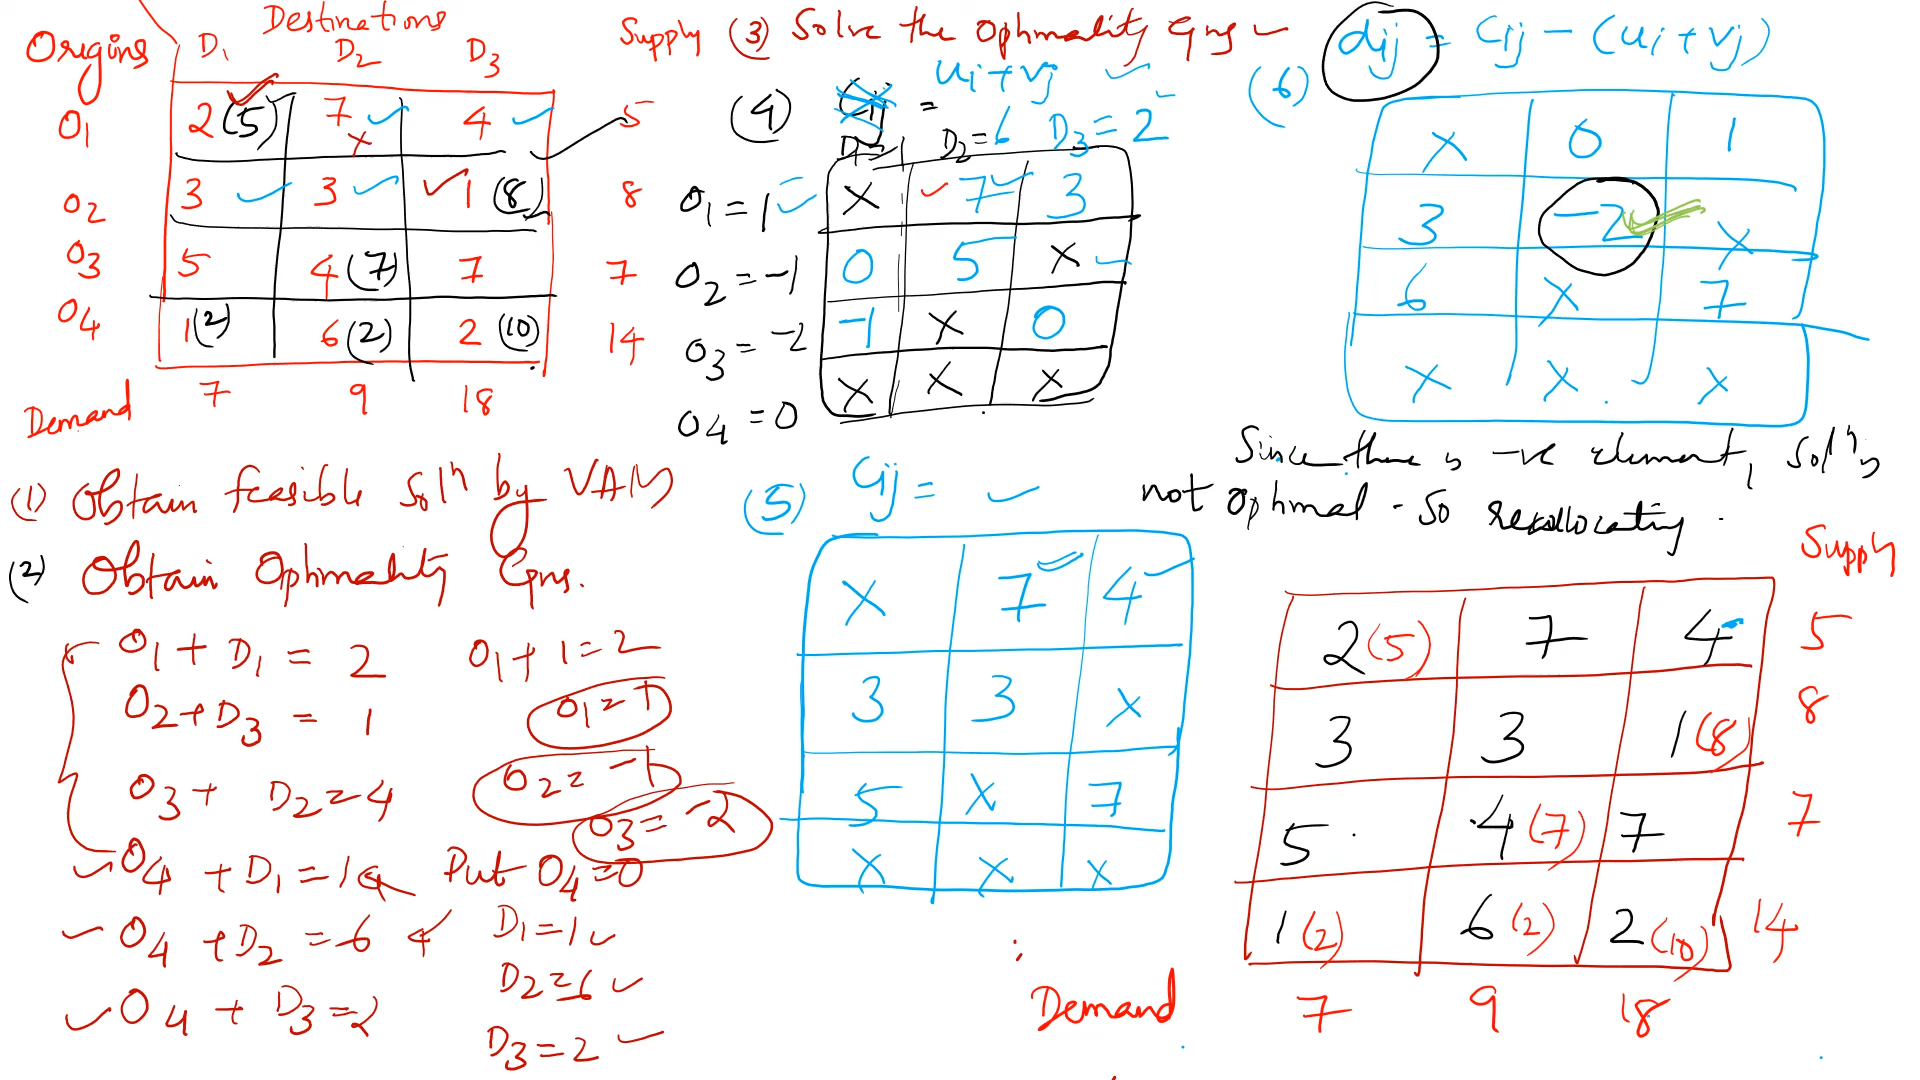 Destinations
Origins D1 D2 D3 Supply
O1 2(5) 7 x 4 5
O2 3 3 1 (8) 8
O3 5 4(7) 7 7
O4 1(2) 6(2) 2 (10) 14
Demand 7 9 18
(1) Obtain feasible Soln by VAM
(2) Obtain Optimality Eqns.
O1 + D1 = 2
O2 + D3 = 1
O3 + D2 = 4
O4 + D1 = 1
O4 + D2 = 6
O4 + D3 = 2
O1 + 1 = 2
O1 = 1
O2 = -1
O3 = -2
Put O4 = 0
D1 = 1
D2 = 6
D3 = 2
(3) Solve the Optimality Eqns
(4) Cij = ui + vj
D1 = 1 D2 = 6 D3 = 2
O1 = 1 x 7 3
O2 = -1 0 5 x
O3 = -2 -1 x 0
O4 = 0 x x x
(5) Cij =
x 7 4
3 3 x
5 x 7
x x x
(6) dij = Cij - (ui + vj)
x 0 1
3 -2 x
6 x 7
x x x
Since there is -ve element, Soln is
not Optimal. So reallocating.
Supply
2(5) 7 4 5
3 3 1(8) 8
5 4(7) 7 7
1(2) 6(2) 2(10) 14
Demand 7 9 18